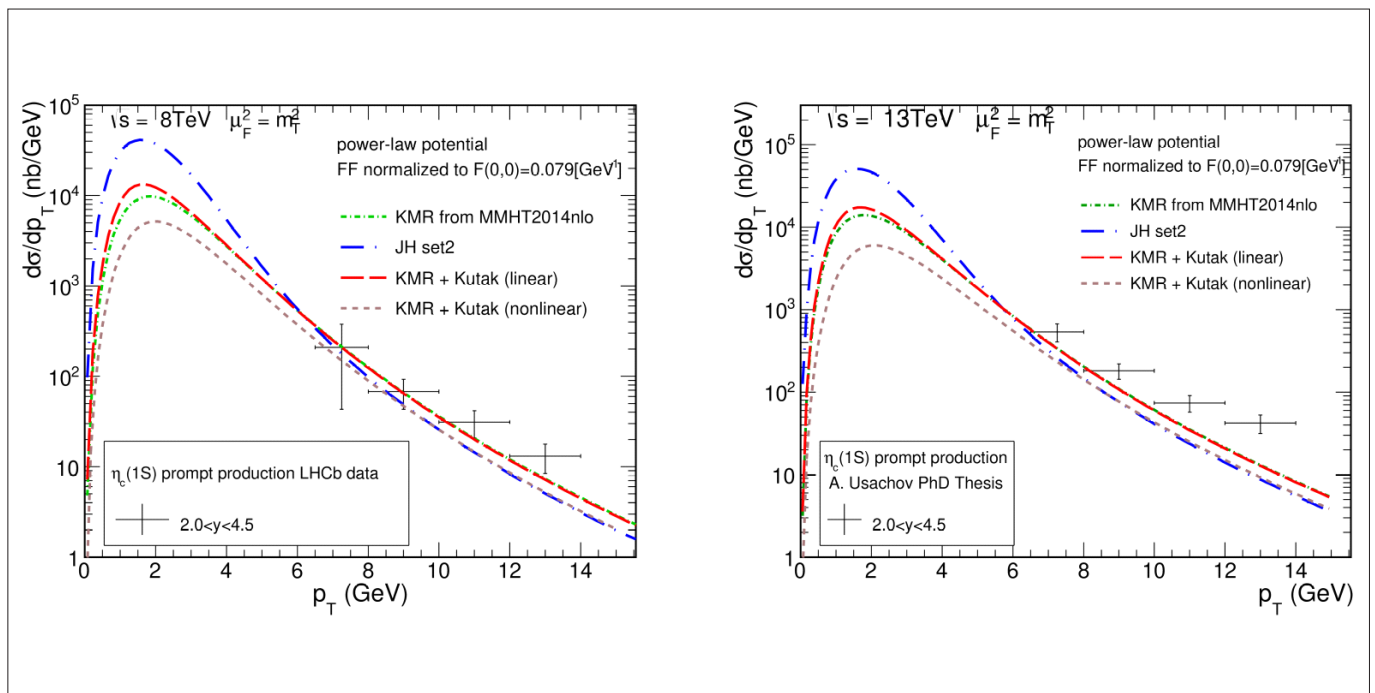 √s = 8TeV μ_F^2 = m_T^2
power-law potential
FF normalized to F(0,0)=0.079[GeV^1]
KMR from MMHT2014nlo
JH set2
KMR + Kutak (linear)
KMR + Kutak (nonlinear)
η_c(1S) prompt production LHCb data
2.0<y<4.5
dσ/dp_T (nb/GeV)
10^5
10^4
10^3
10^2
10
1
0 2 4 6 8 10 12 14
p_T (GeV)
√s = 13TeV μ_F^2 = m_T^2
power-law potential
FF normalized to F(0,0)=0.079[GeV^1]
KMR from MMHT2014nlo
JH set2
KMR + Kutak (linear)
KMR + Kutak (nonlinear)
η_c(1S) prompt production
A. Usachov PhD Thesis
2.0<y<4.5
dσ/dp_T (nb/GeV)
10^5
10^4
10^3
10^2
10
1
0 2 4 6 8 10 12 14
p_T (GeV)